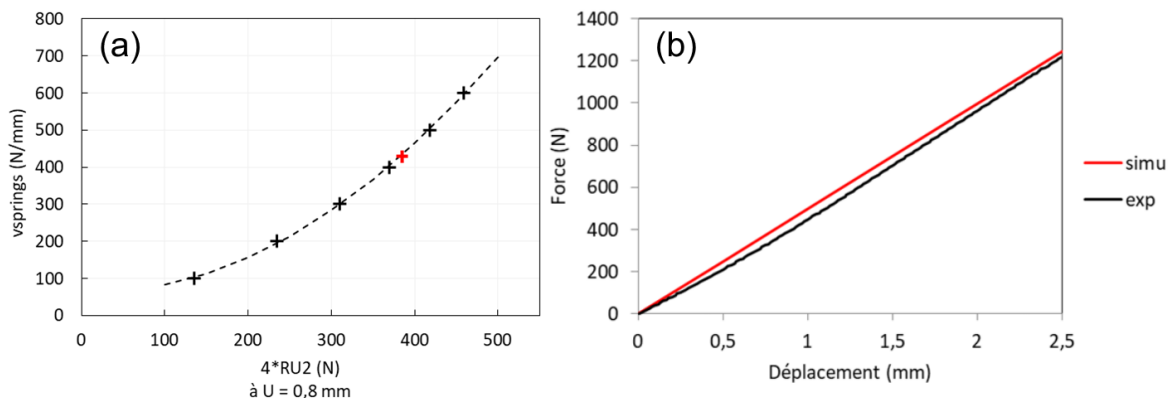 (a)
800
700
600
500
400
300
200
100
0
vsprings (N/mm)
0 100 200 300 400 500
4*RU2 (N)
à U = 0,8 mm
(b)
1400
1200
1000
800
600
400
200
0
Force (N)
0 0,5 1 1,5 2 2,5
Déplacement (mm)
simu
exp